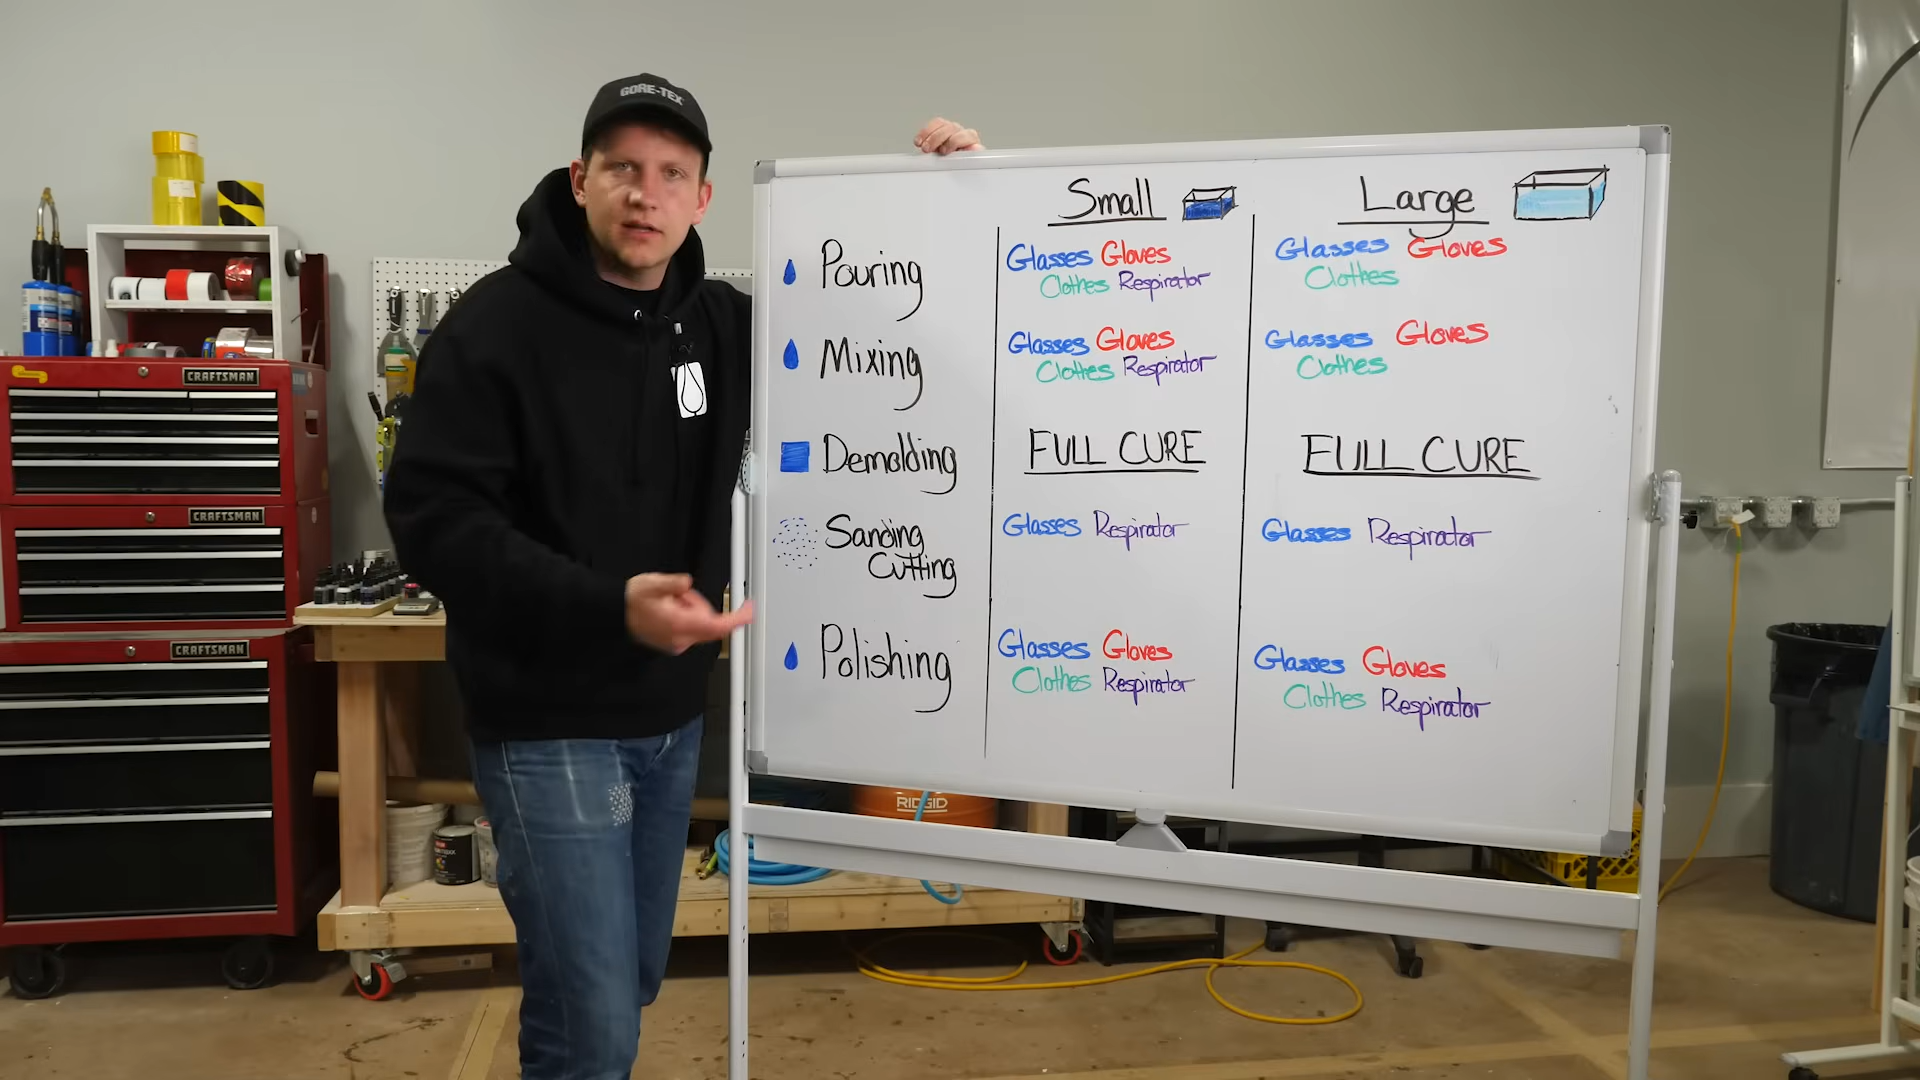 GORE-TEX
Small
Large
Pouring
Glasses Gloves
Clothes Respirator
Glasses Gloves
Clothes
Mixing
Glasses Gloves
Clothes Respirator
Glasses Gloves
Clothes
Demolding
FULL CURE
FULL CURE
Sanding
Cutting
Glasses Respirator
Glasses Respirator
Polishing
Glasses Gloves
Clothes Respirator
Glasses Gloves
Clothes Respirator
CRAFTSMAN
CRAFTSMAN
CRAFTSMAN
RIDGID